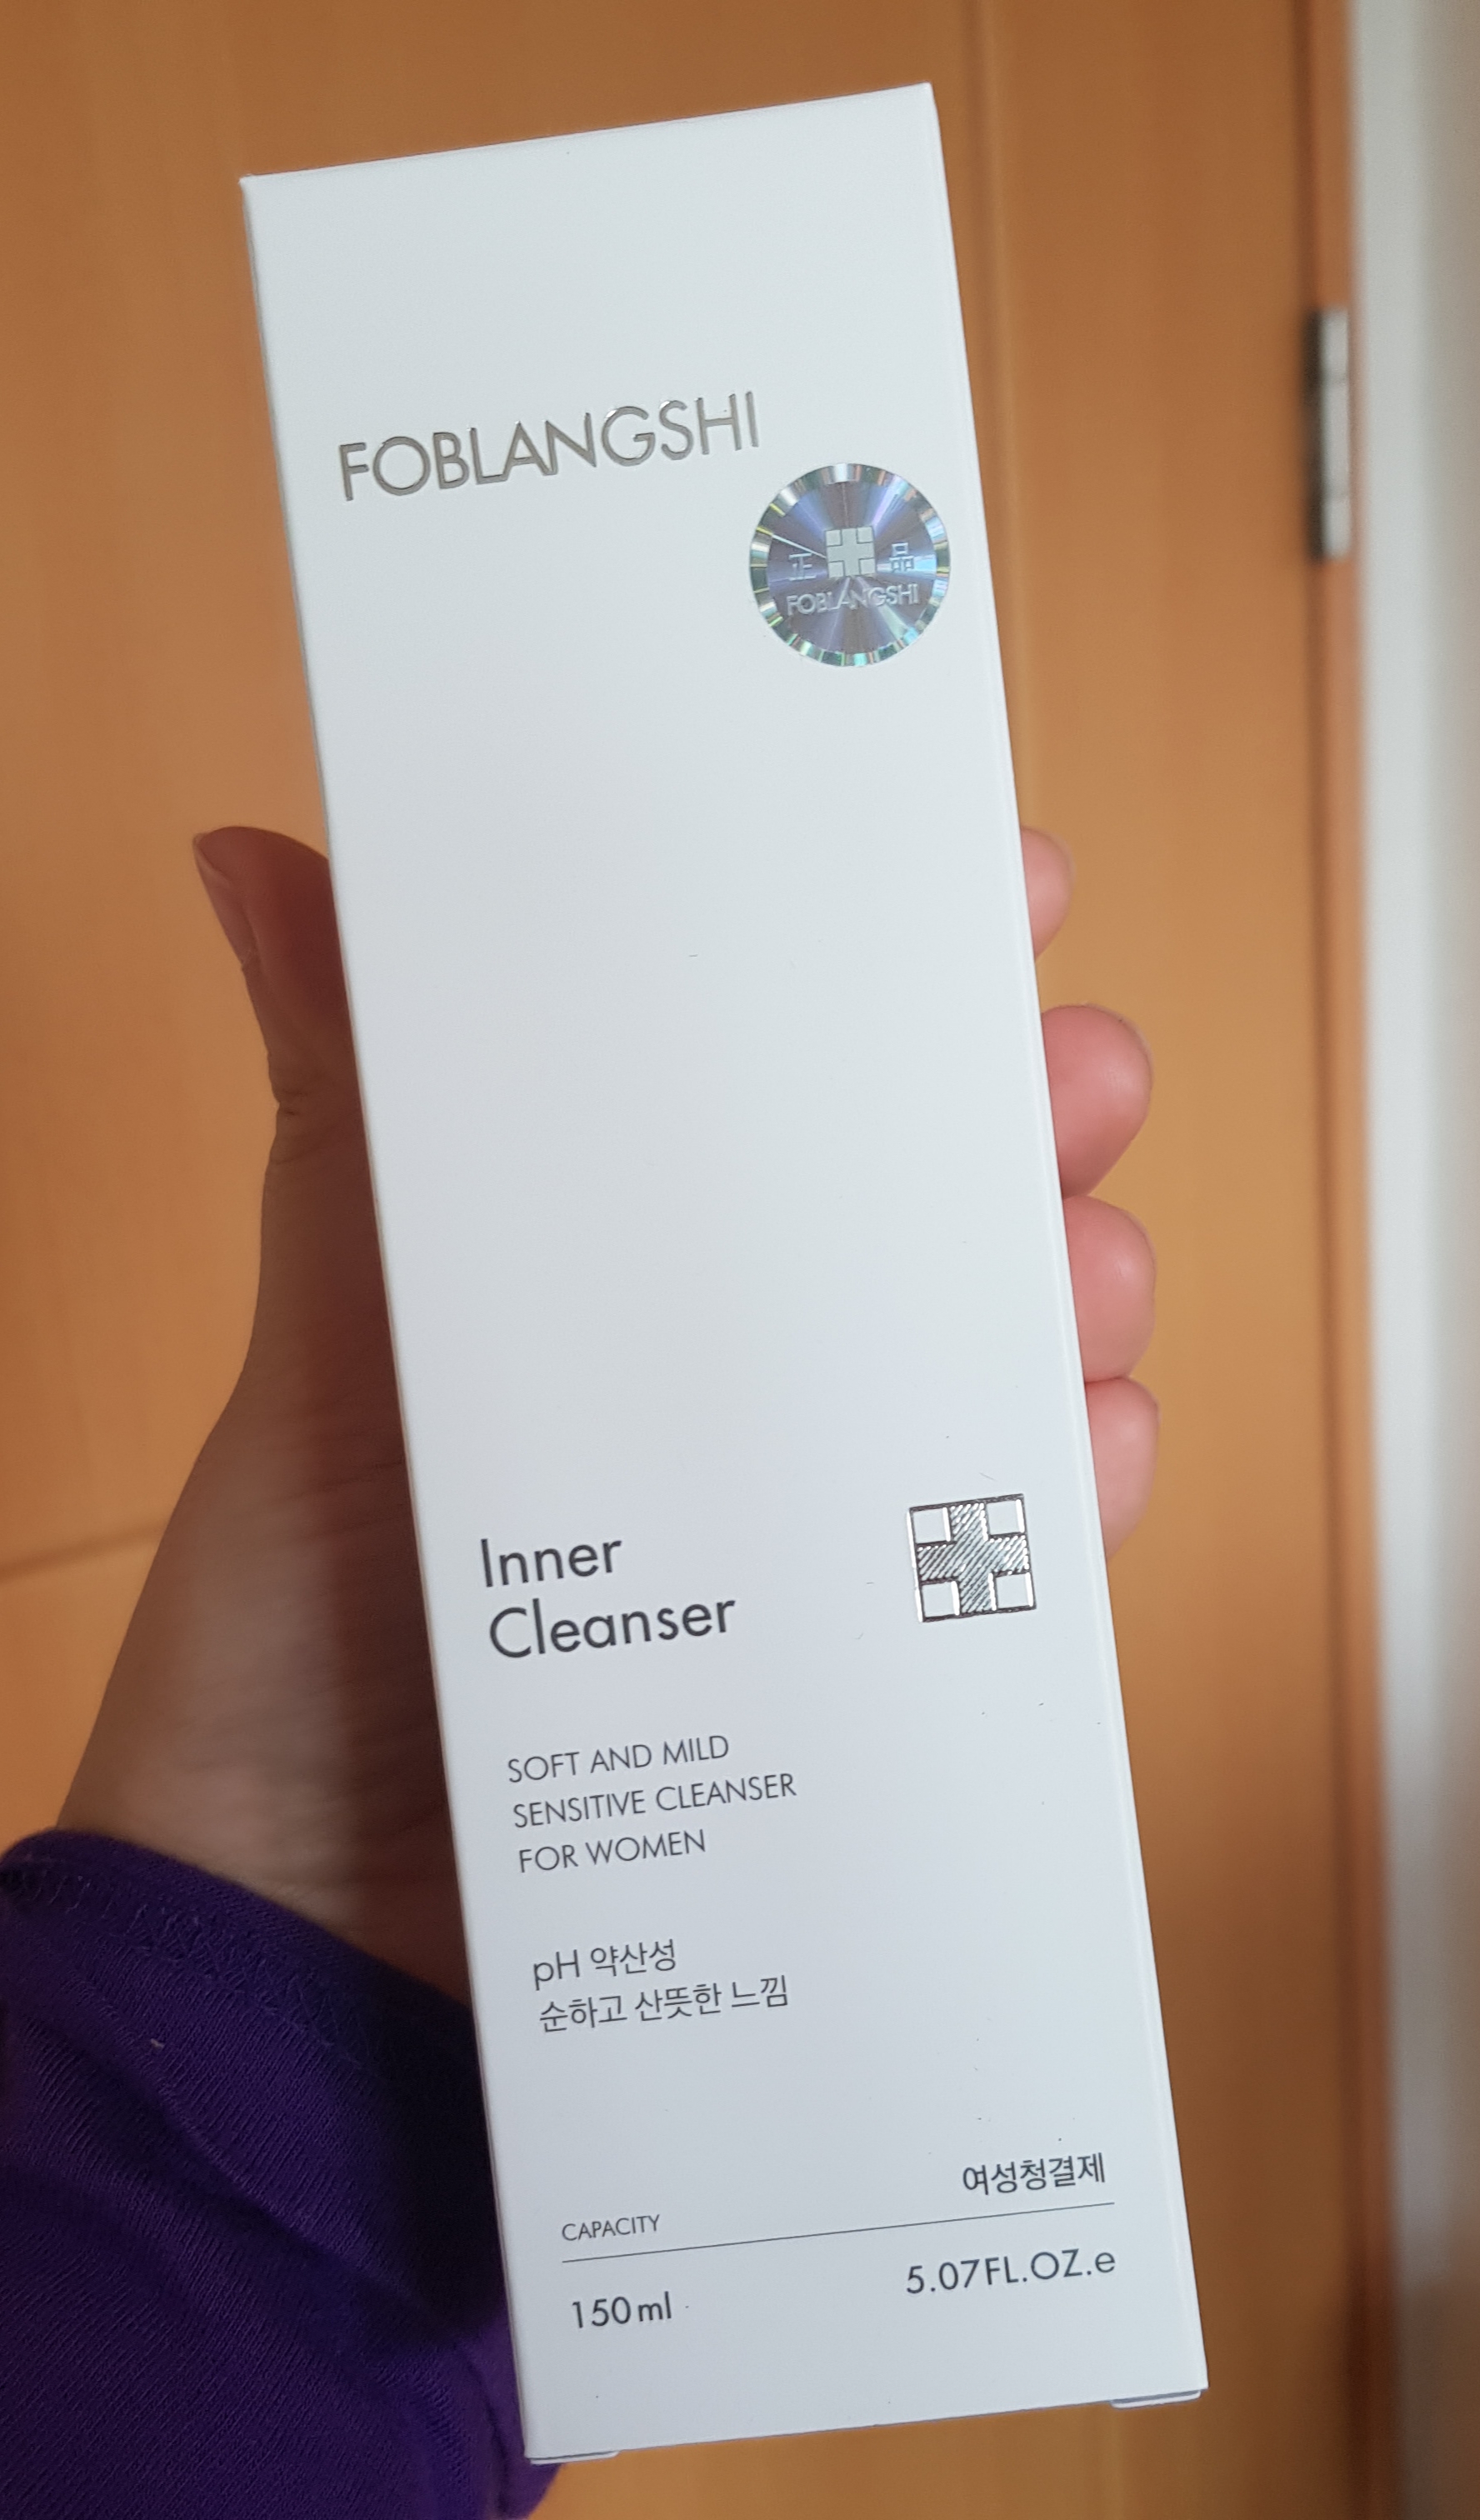 FOBLANGSHI
正 品
FOBLANGSHI
Inner
Cleanser
SOFT AND MILD
SENSITIVE CLEANSER
FOR WOMEN
pH 약산성
순하고 산뜻한 느낌
여성청결제
CAPACITY
150ml
5.07FL.OZ.e